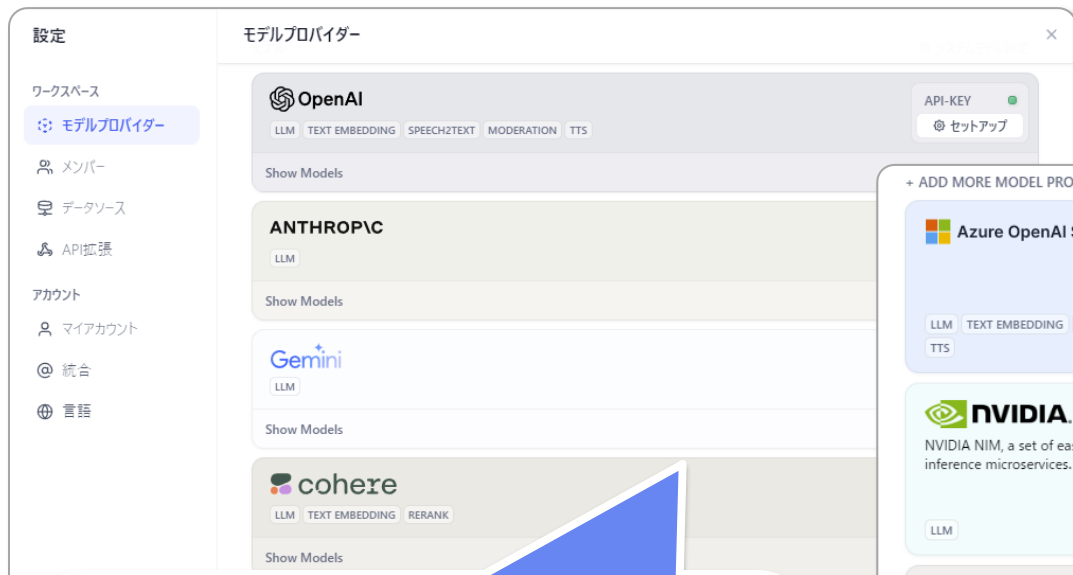 設定
ワークスペース
モデルプロバイダー
メンバー
データソース
API拡張
アカウント
マイアカウント
統合
言語
モデルプロバイダー
OpenAI
LLM TEXT EMBEDDING SPEECH2TEXT MODERATION TTS
API-KEY
セットアップ
Show Models
ANTHROP\C
LLM
Show Models
Gemini
LLM
Show Models
cohere
LLM TEXT EMBEDDING RERANK
Show Models
+ ADD MORE MODEL PRO
Azure OpenAI S
LLM TEXT EMBEDDING
TTS
NVIDIA.
NVIDIA NIM, a set of eas
inference microservices.
LLM